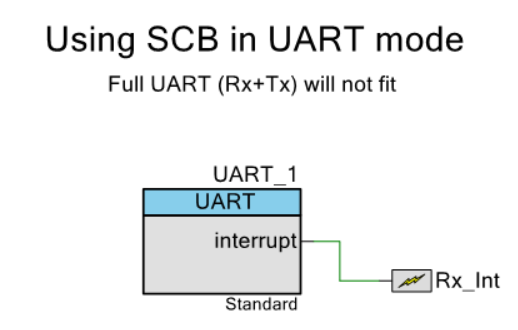 Using SCB in UART mode
Full UART (Rx+Tx) will not fit
UART_1
UART
interrupt
Rx_Int
Standard